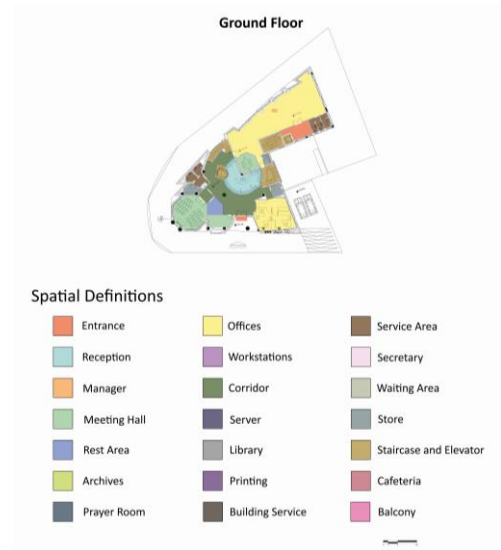 Ground Floor
Spatial Definitions
Entrance
Offices
Service Area
Reception
Workstations
Secretary
Manager
Corridor
Waiting Area
Meeting Hall
Server
Store
Rest Area
Library
Staircase and Elevator
Archives
Printing
Cafeteria
Prayer Room
Building Service
Balcony